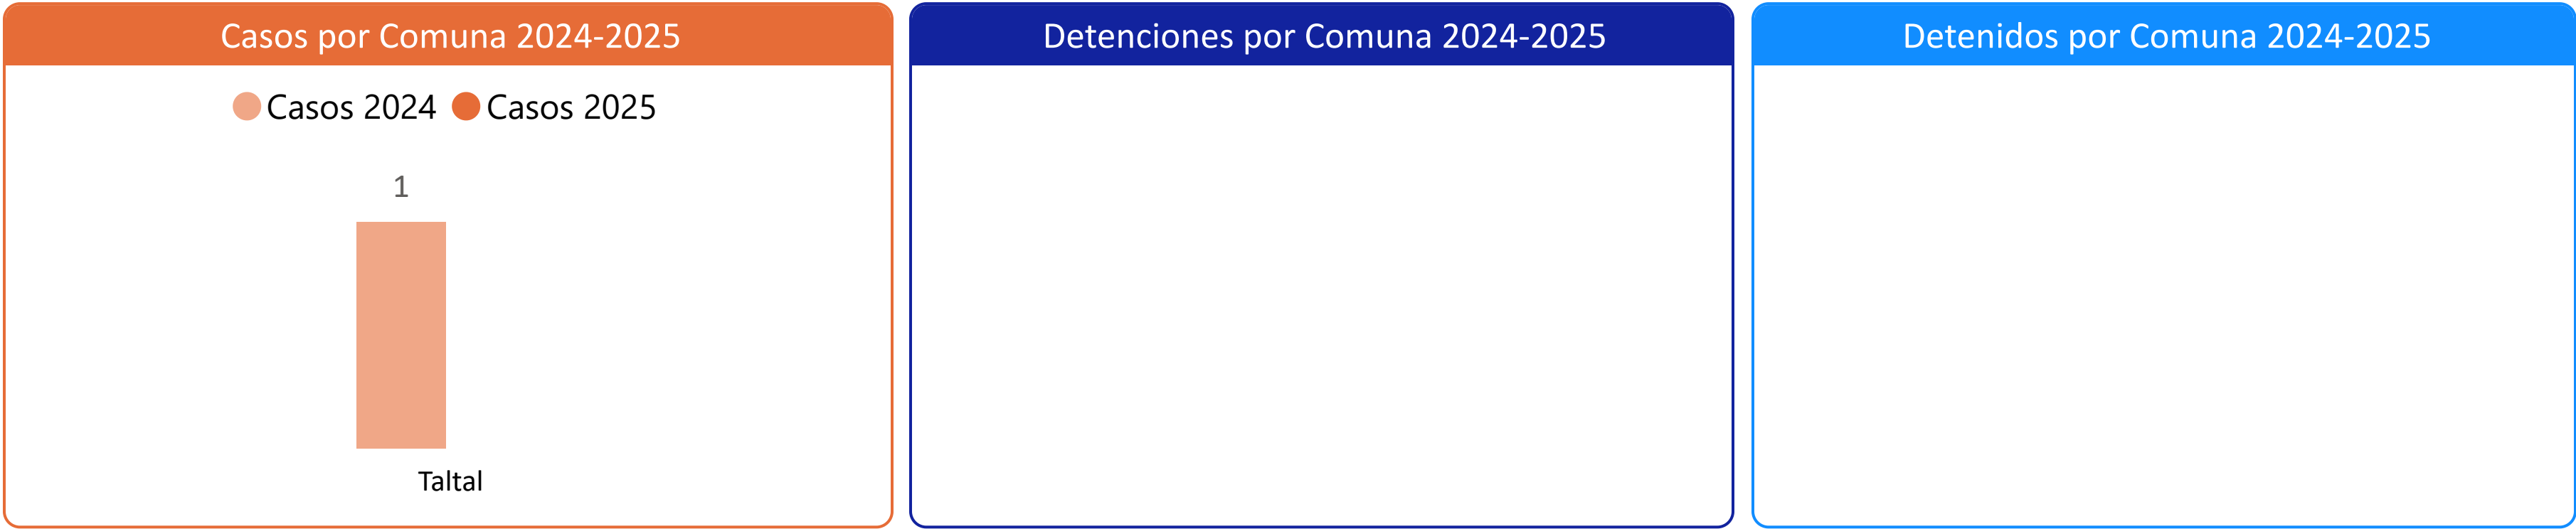 Casos por Comuna 2024-2025
Casos 2024 Casos 2025
1
Taltal
Detenciones por Comuna 2024-2025
Detenidos por Comuna 2024-2025